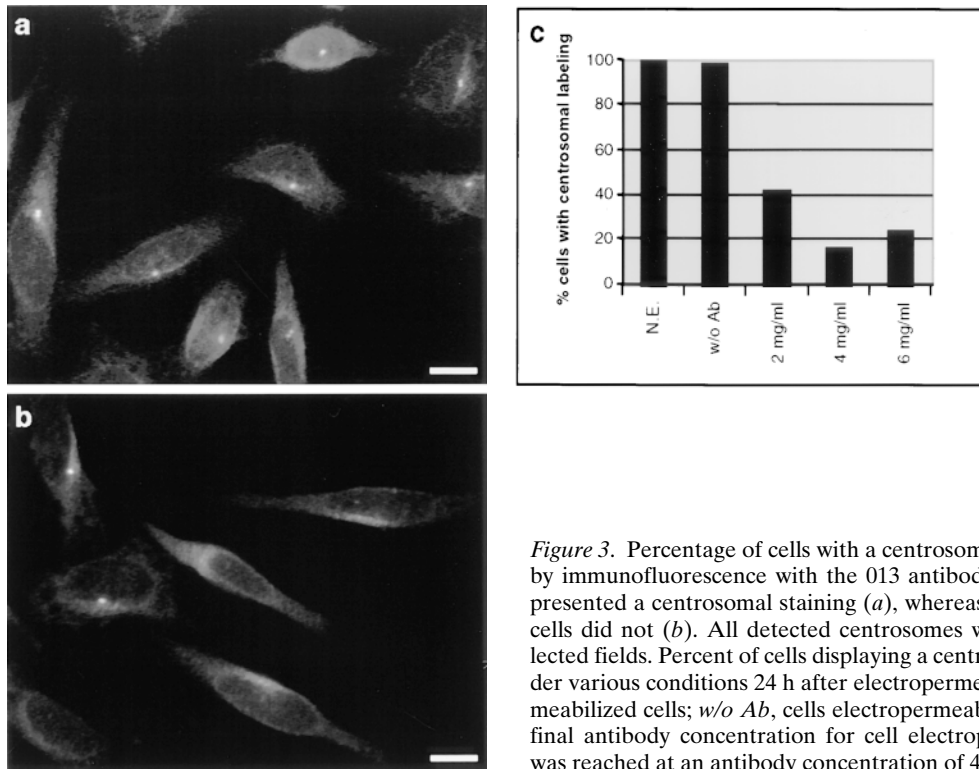 a
b
c
% cells with centrosomal labeling
100
80
60
40
20
0
N.E.
w/o Ab
2 mg/ml
4 mg/ml
6 mg/ml
Figure 3. Percentage of cells with a centrosom
by immunofluorescence with the 013 antibod
presented a centrosomal staining (a), whereas
cells did not (b). All detected centrosomes w
lected fields. Percent of cells displaying a centr
der various conditions 24 h after electroperme
meabilized cells; w/o Ab, cells electropermeab
final antibody concentration for cell electrop
was reached at an antibody concentration of 4